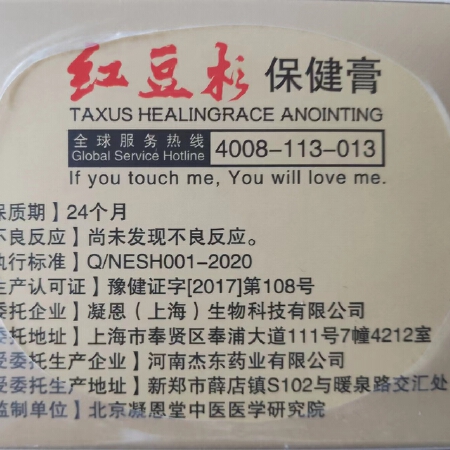 红豆杉保健膏
TAXUS HEALINGRACE ANOINTING
全球服务热线
Global Service Hotline
4008-113-013
If you touch me, You will love me.
保质期】24个月
不良反应】尚未发现不良反应。
执行标准】Q/NESH001-2020
生产许可证】豫健证字[2017]第108号
委托企业】凝恩（上海）生物科技有限公司
委托地址】上海市奉贤区奉浦大道111号7幢4212室
受委托生产企业】河南杰东药业有限公司
受委托生产地址】新郑市薛店镇S102与暖泉路交汇处
监制单位】北京凝恩堂中医医学研究院